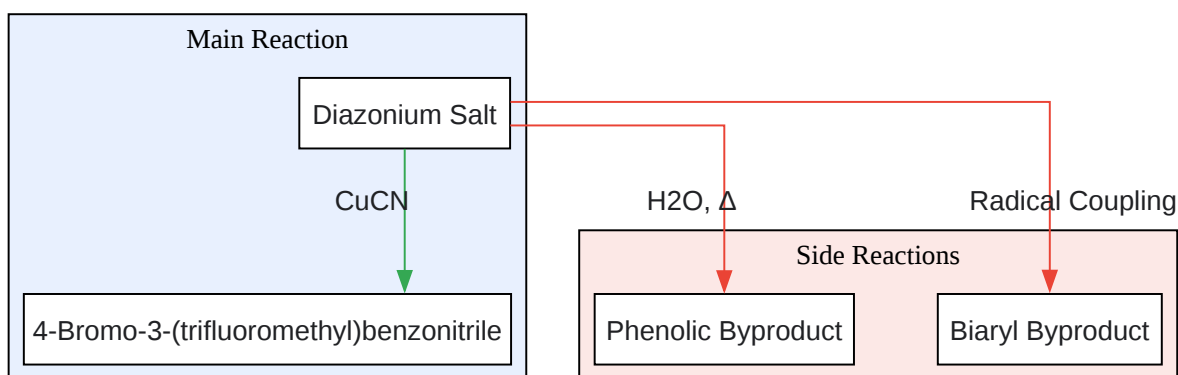 Main Reaction
Diazonium Salt
CuCN
H2O, Δ
Radical Coupling
Side Reactions
4-Bromo-3-(trifluoromethyl)benzonitrile
Phenolic Byproduct
Biaryl Byproduct